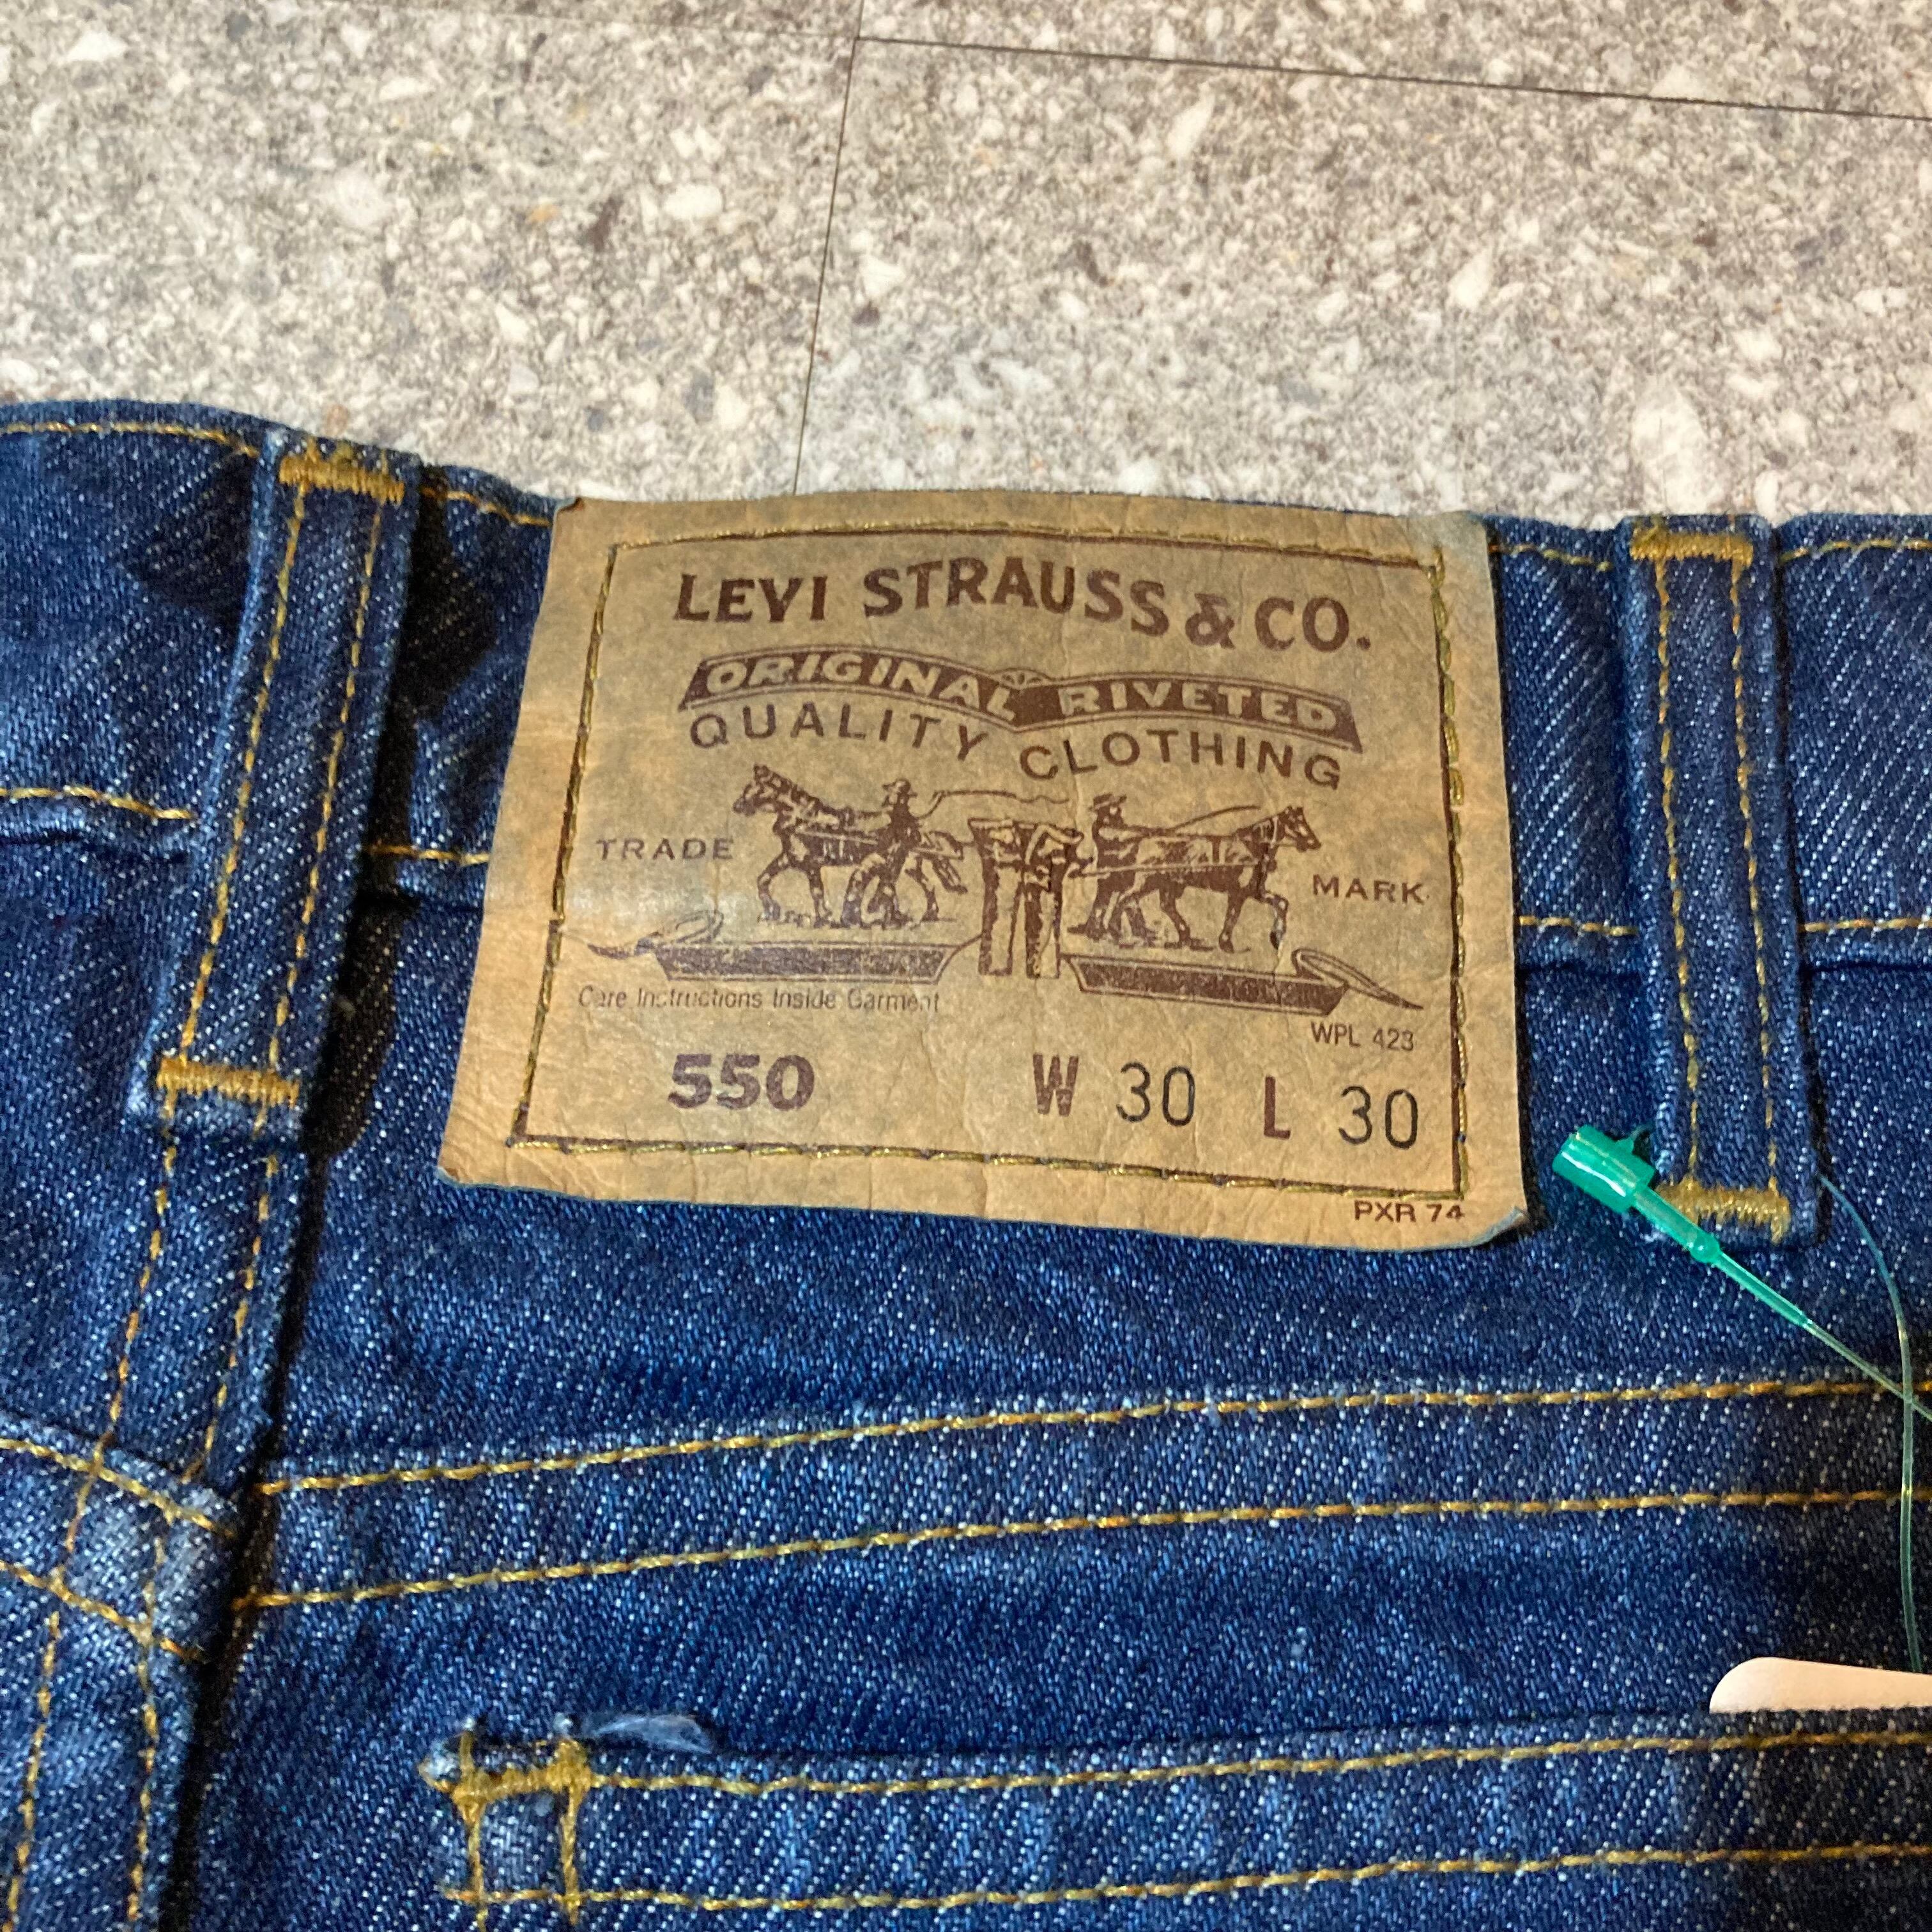 LEVI STRAUSS & CO.
ORIGINAL RIVETED
QUALITY CLOTHING
TRADE MARK
Care Instructions Inside Garment
WPL 423
550 W 30 L 30
PXR 74